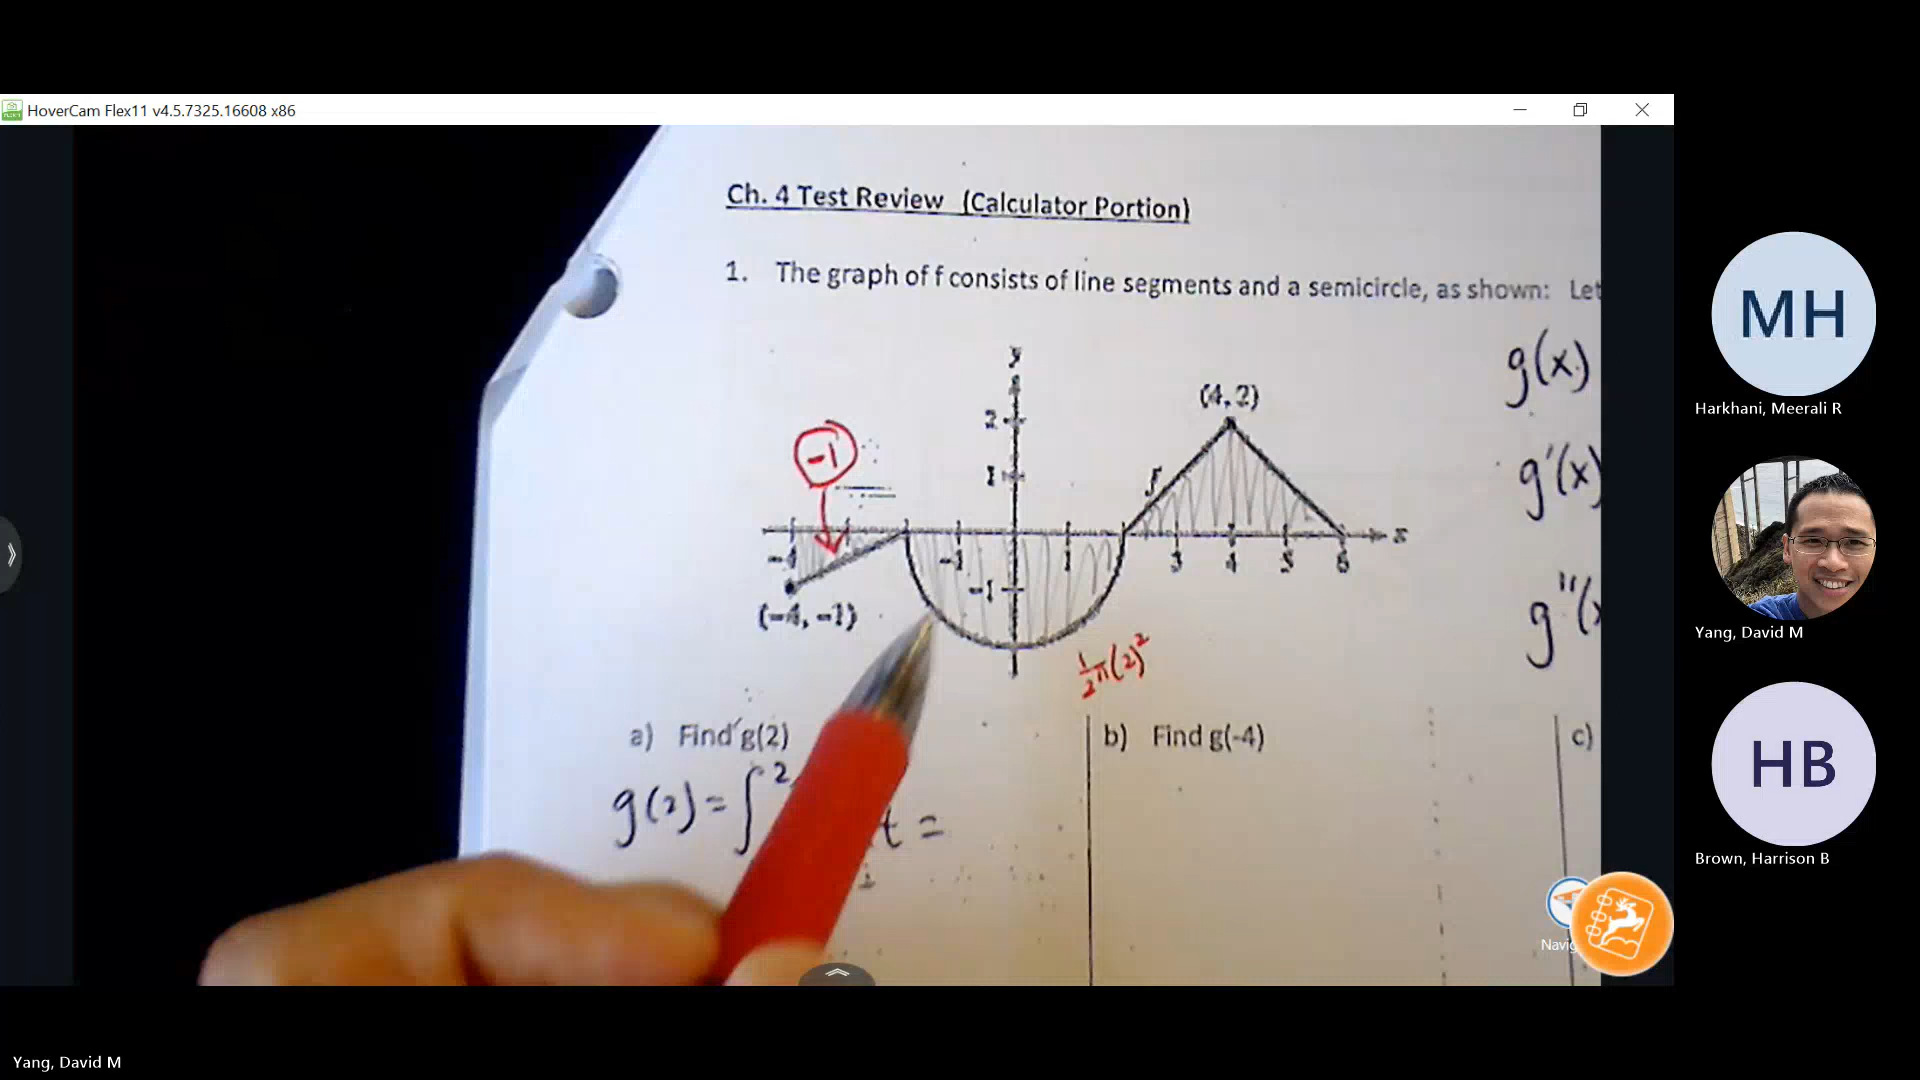 HoverCam Flex11 v4.5.7325.16608 x86
Ch. 4 Test Review (Calculator Portion)
1. The graph of f consists of line segments and a semicircle, as shown: Let
g(x)
g'(x)
g''(x
y
(4, 2)
2
1
-1
f
x
-4
-1
1
3
4
5
6
-1
(-4, -1)
½π(2)²
a) Find g(2)
b) Find g(-4)
c)
g(2) = ∫ 2
t =
MH
Harkhani, Meerali R
Yang, David M
HB
Brown, Harrison B
Navig
Yang, David M